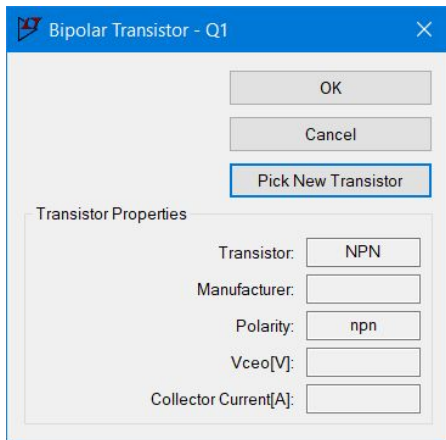 Bipolar Transistor - Q1
OK
Cancel
Pick New Transistor
Transistor Properties
Transistor: NPN
Manufacturer:
Polarity: npn
Vceo[V]:
Collector Current[A]: